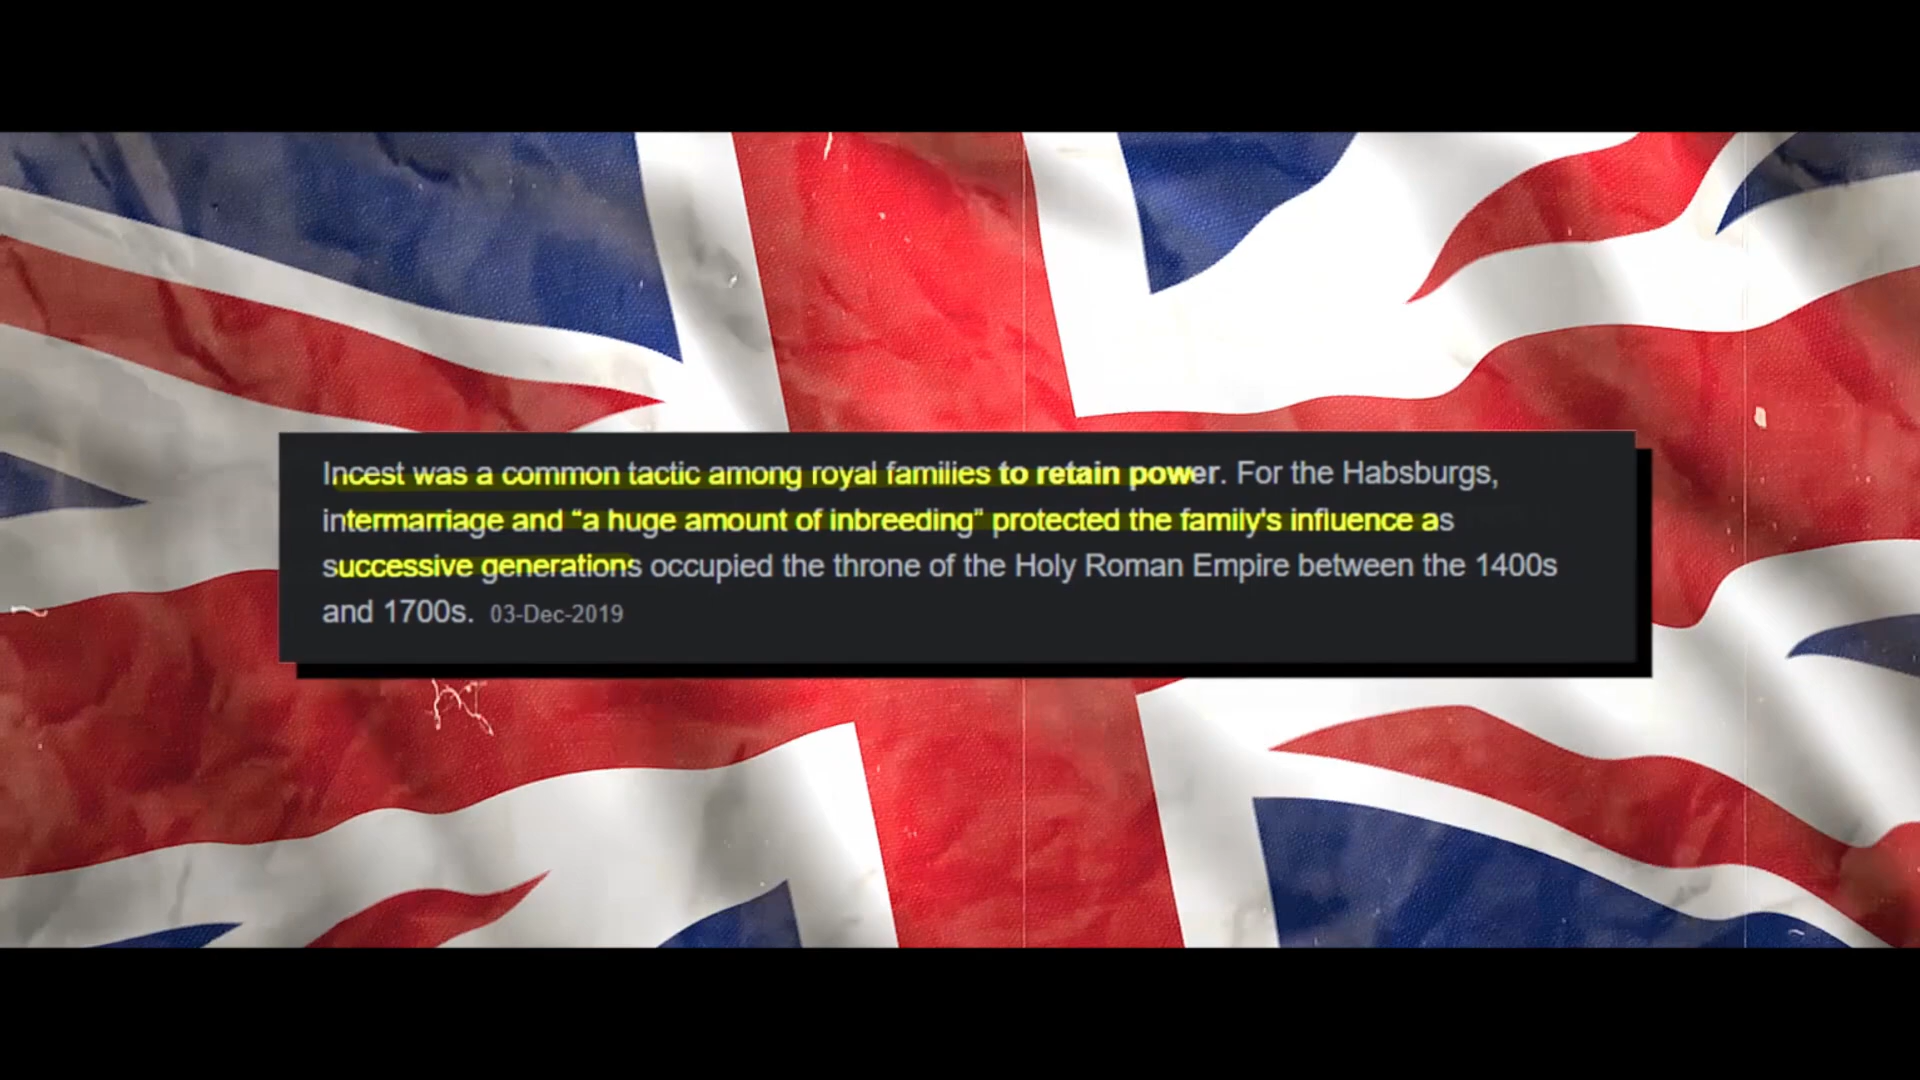 Incest was a common tactic among royal families to retain power. For the Habsburgs,
intermarriage and “a huge amount of inbreeding” protected the family's influence as
successive generations occupied the throne of the Holy Roman Empire between the 1400s
and 1700s. 03-Dec-2019